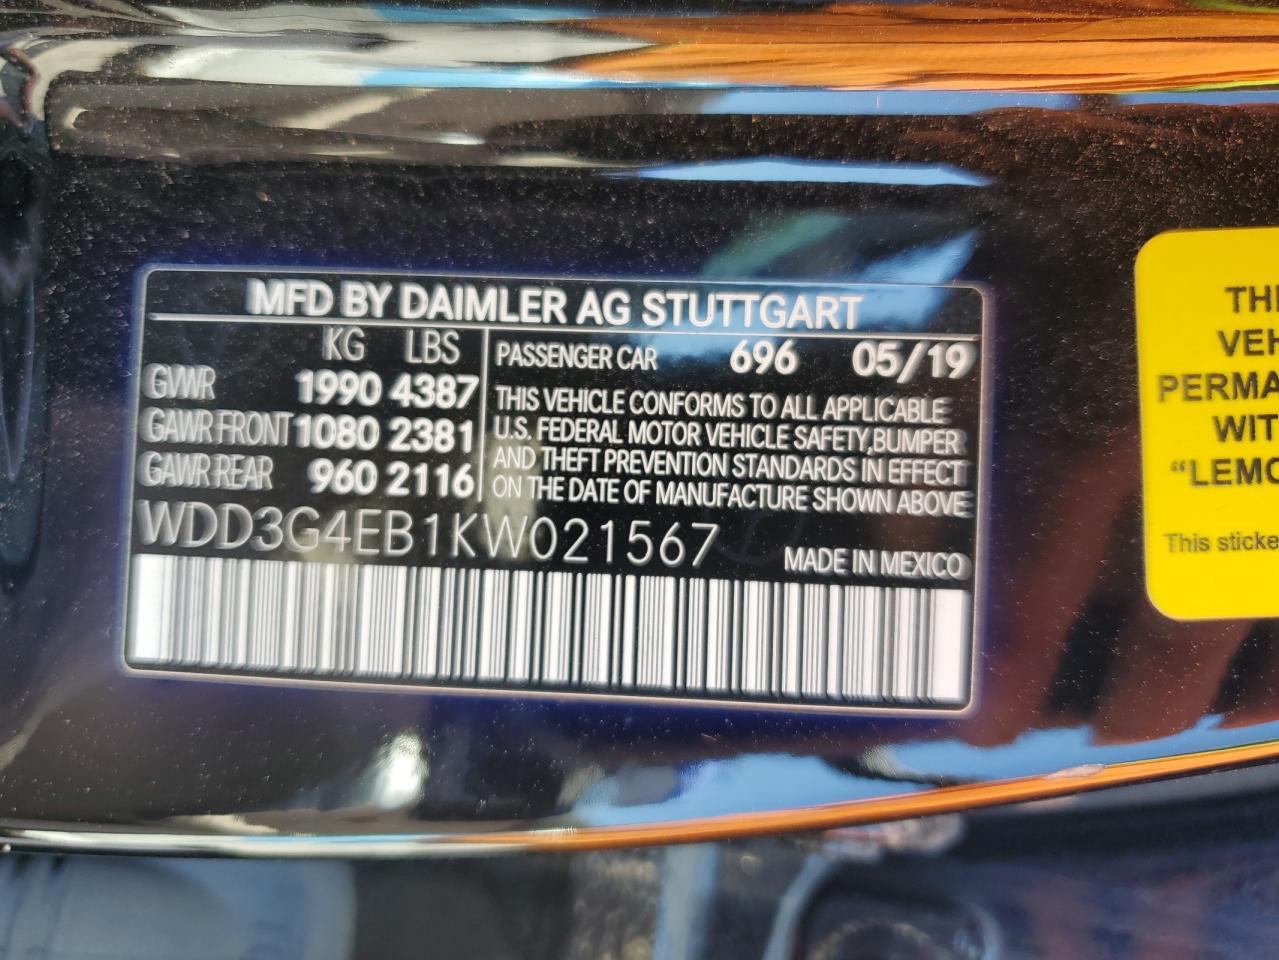 MFD BY DAIMLER AG STUTTGART
KG LBS
GVWR 1990 4387
GAWR FRONT 1080 2381
GAWR REAR 960 2116
PASSENGER CAR 696 05/19
THIS VEHICLE CONFORMS TO ALL APPLICABLE
U.S. FEDERAL MOTOR VEHICLE SAFETY, BUMPER
AND THEFT PREVENTION STANDARDS IN EFFECT
ON THE DATE OF MANUFACTURE SHOWN ABOVE
WDD3G4EB1KW021567
MADE IN MEXICO
WIT
"LEMO
This sticke
PERMA
VEH